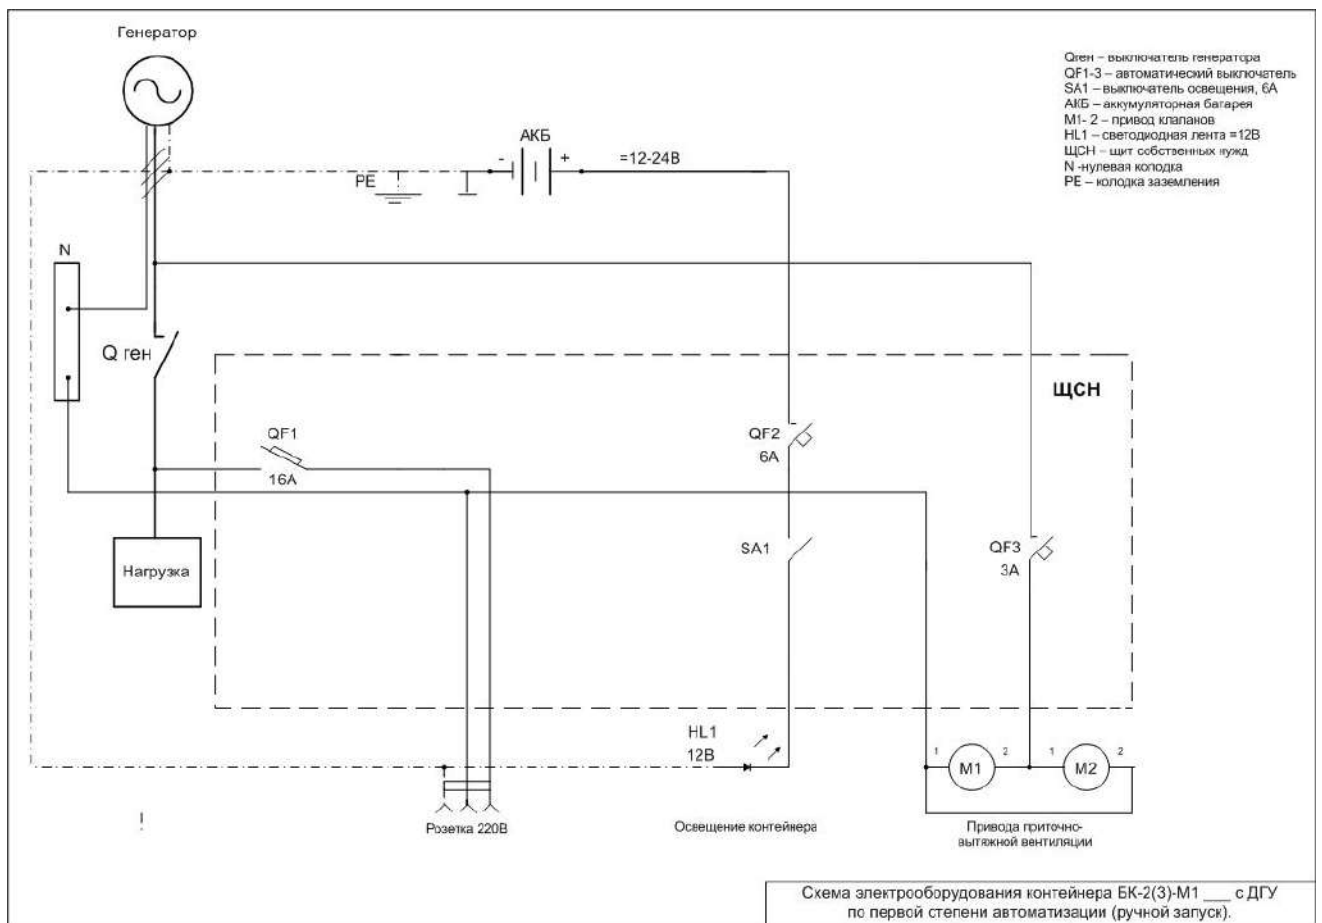 Генератор
Qген – выключатель генератора
QF1-3 – автоматический выключатель
SA1 – выключатель освещения, 6А
АКБ – аккумуляторная батарея
М1- 2 – привод клапанов
HL1 – светодиодная лента =12В
ЩСН – щит собственных нужд
N -нулевая колодка
PE – колодка заземления
АКБ
- +
=12-24В
PE
N
Q ген
ЩСН
QF1
16А
QF2
6А
SA1
QF3
3А
Нагрузка
HL1
12В
1 М1 2
1 М2 2
!
Розетка 220В
Освещение контейнера
Привода приточно-
вытяжной вентиляции
Схема электрооборудования контейнера БК-2(3)-М1 ___ с ДГУ
по первой степени автоматизации (ручной запуск).